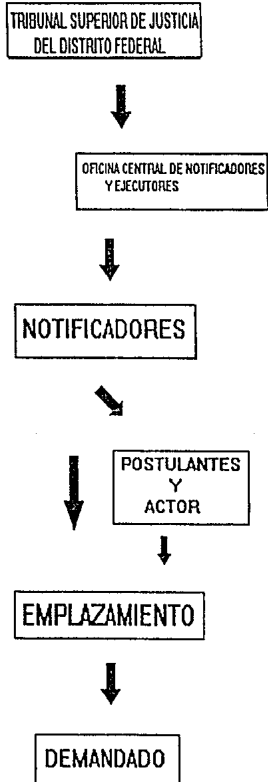 TRIBUNAL SUPERIOR DE JUSTICIA
DEL DISTRITO FEDERAL
OFICINA CENTRAL DE NOTIFICADORES
Y EJECUTORES
NOTIFICADORES
POSTULANTES
Y
ACTOR
EMPLAZAMIENTO
DEMANDADO